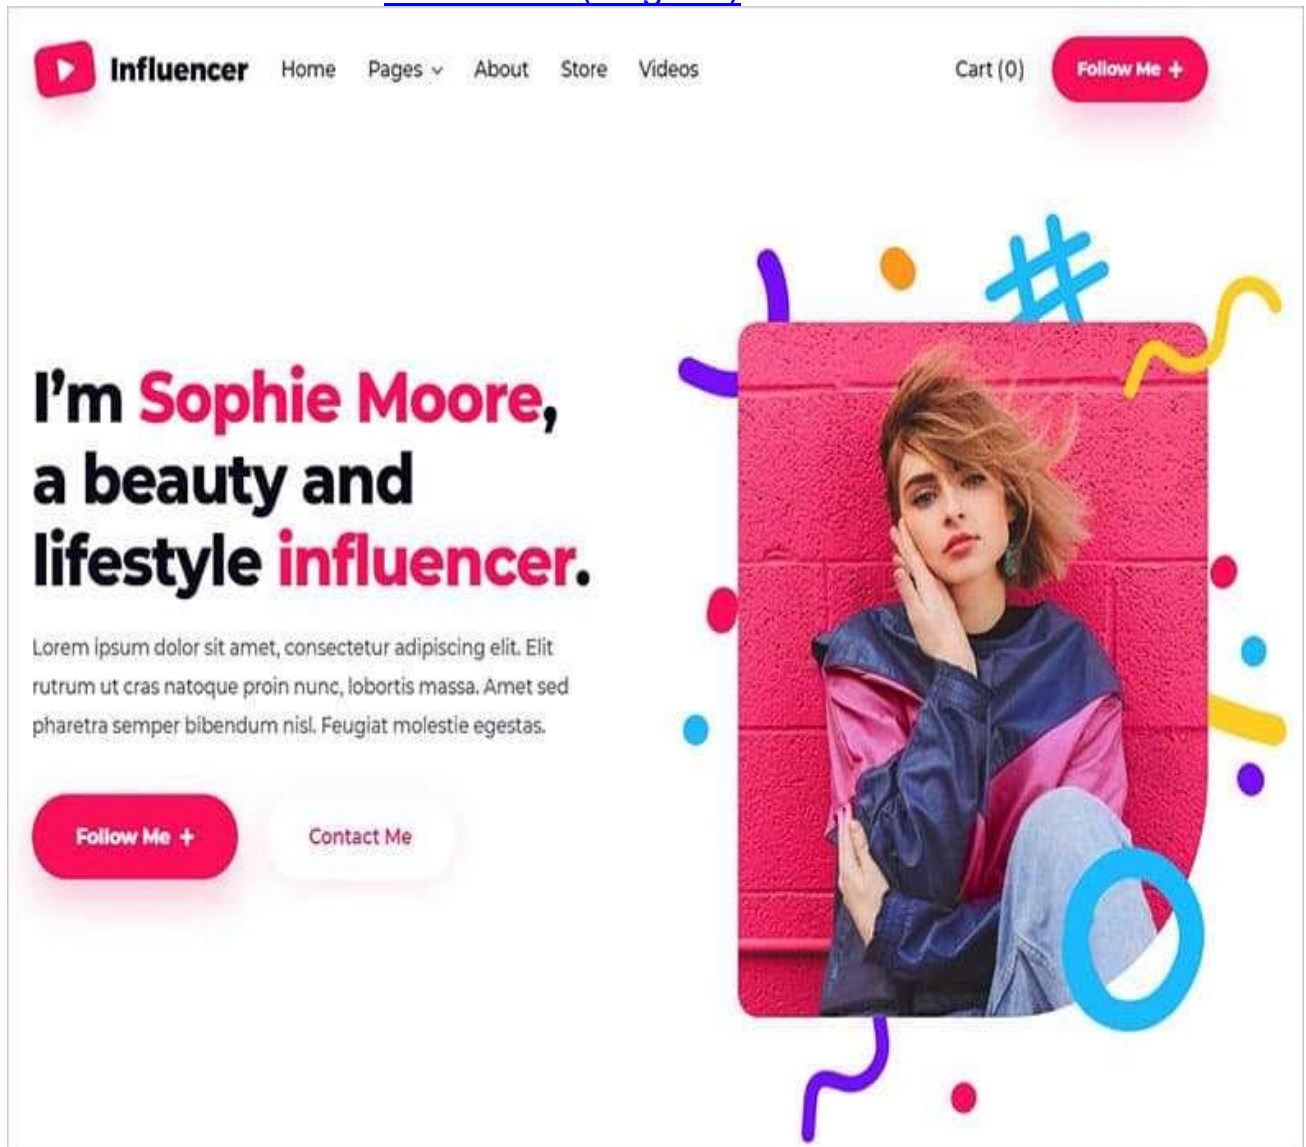 Influencer Home Pages About Store Videos Cart (0) Follow Me +
I'm Sophie Moore,
a beauty and
lifestyle influencer.
Lorem ipsum dolor sit amet, consectetur adipiscing elit. Elit
rutrum ut cras natoque proin nunc, lobortis massa. Amet sed
pharetra semper bibendum nisl. Feugiat molestie egestas.
Follow Me + Contact Me